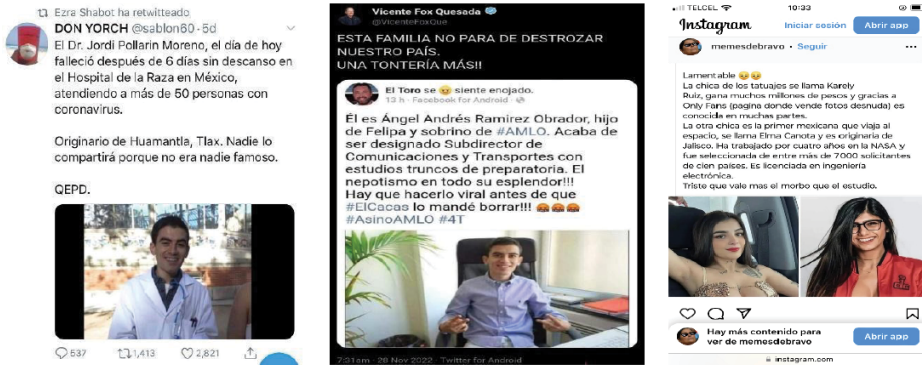 Ezra Shabot ha retwitteado
DON YORCH @sablon60·5d
El Dr. Jordi Pollarin Moreno, el día de hoy
falleció después de 6 días sin descanso en
el Hospital de la Raza en México,
atendiendo a más de 50 personas con
coronavirus.
Originario de Huamantla, Tlax. Nadie lo
compartirá porque no era nadie famoso.
QEPD.
537 1,413 2,821
Vicente Fox Quesada
@VicenteFoxQue
ESTA FAMILIA NO PARA DE DESTROZAR
NUESTRO PAÍS.
UNA TONTERÍA MÁS!!
El Toro se 😠 siente enojado.
13 h · Facebook for Android ·
Él es Ángel Andrés Ramirez Obrador, hijo
de Felipa y sobrino de #AMLO. Acaba de
ser designado Subdirector de
Comunicaciones y Transportes con
estudios truncos de preparatoria. El
nepotismo en todo su esplendor!!!
Hay que hacerlo viral antes de que
#ElCacas lo mandé borrar!!! 😡😡😡
#AsinoAMLO #4T
7:31am · 28 Nov 2022 · Twitter for Android
TELCEL 10:33
Instagram Iniciar sesión Abrir app
memesdebravo · Seguir
Lamentable 😢😢
La chica de los tatuajes se llama Karely
Ruiz, gana muchos millones de pesos y gracias a
Only Fans (pagina donde vende fotos desnuda) es
conocida en muchas partes.
La otra chica es la primer mexicana que viaja al
espacio, se llama Elma Canota y es originaria de
Jalisco. Ha trabajado por cuatro años en la NASA y
fue seleccionada de entre más de 7000 solicitantes
de cien países. Es licenciada en ingeniería
electrónica.
Triste que vale mas el morbo que el estudio.
Hay más contenido para
ver de memesdebravo
Abrir app
instagram.com